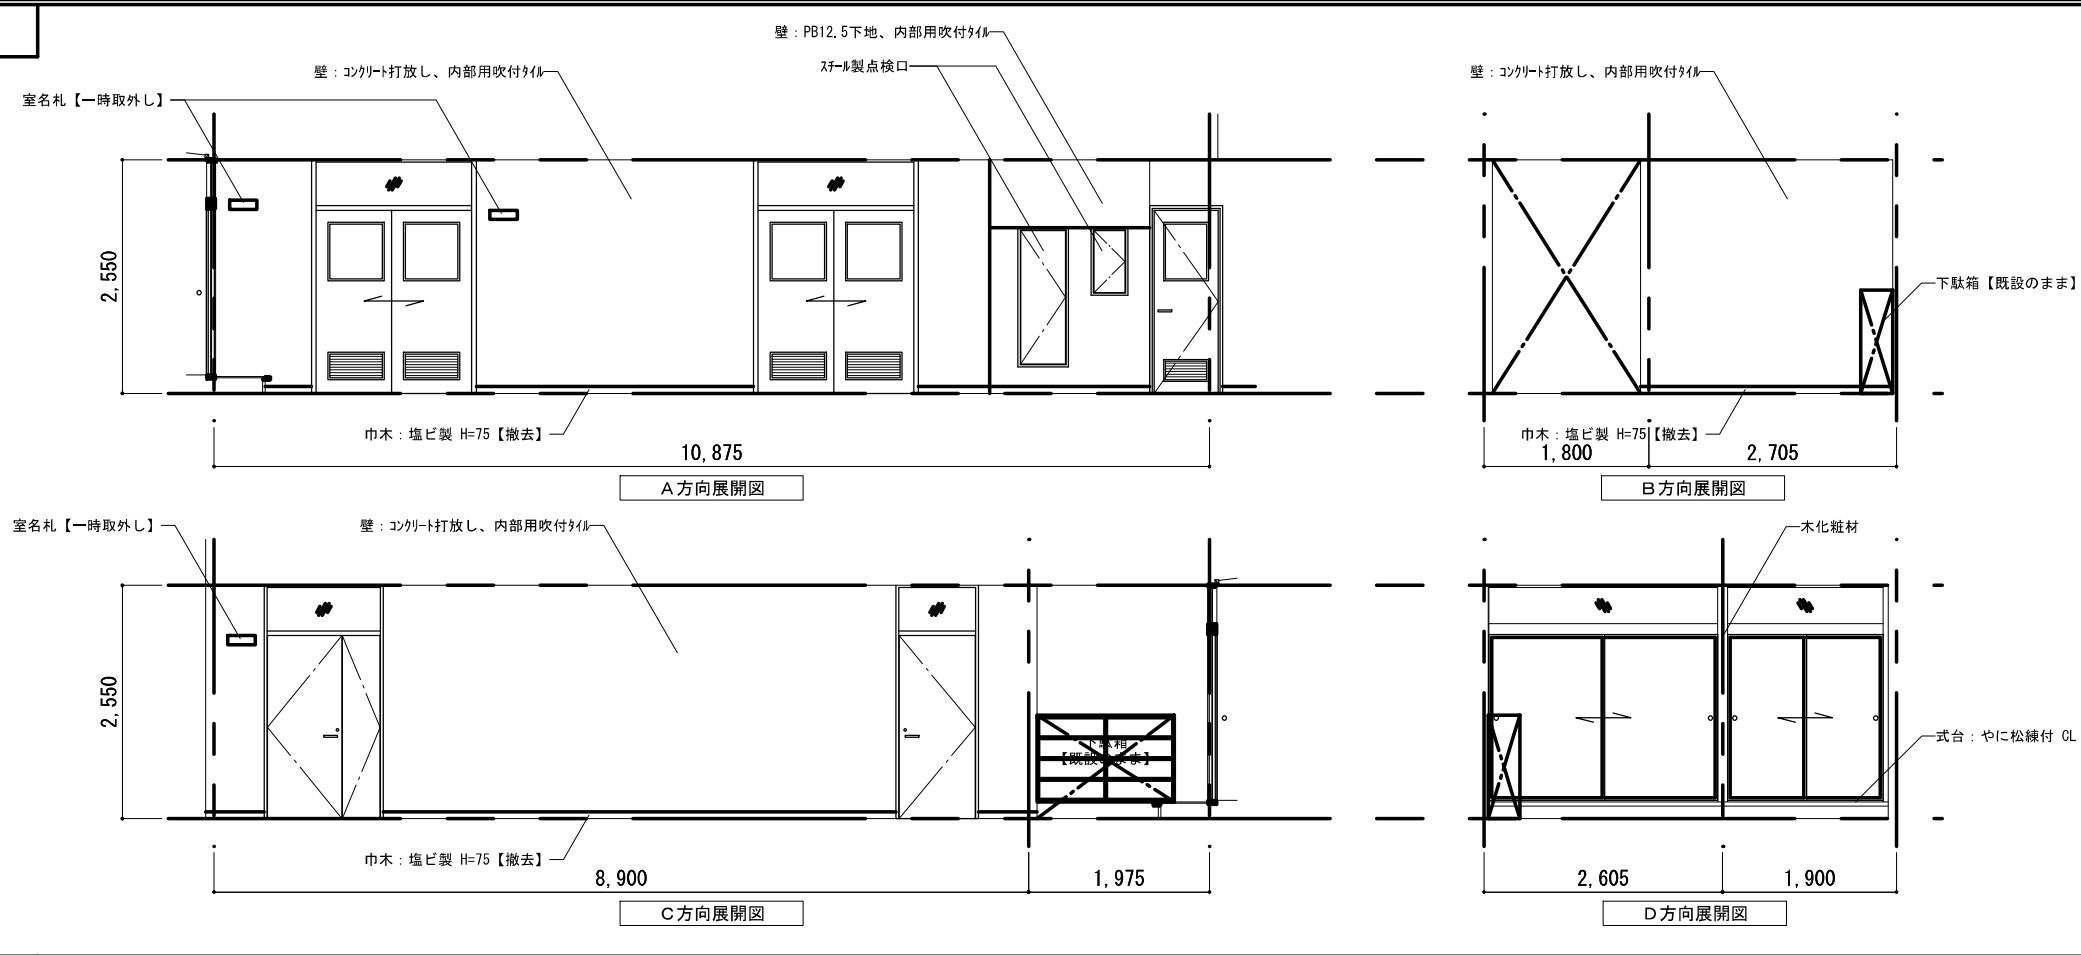 壁：PB12.5下地、内部用吹付ﾀｲﾙ
ｽﾁｰﾙ製点検口
壁：ｺﾝｸﾘｰﾄ打放し、内部用吹付ﾀｲﾙ
室名札【一時取外し】
壁：ｺﾝｸﾘｰﾄ打放し、内部用吹付ﾀｲﾙ
2,550
下駄箱【既設のまま】
巾木：塩ビ製 H=75【撤去】
巾木：塩ビ製 H=75【撤去】
10,875
1,800
2,705
A方向展開図
B方向展開図
室名札【一時取外し】
壁：ｺﾝｸﾘｰﾄ打放し、内部用吹付ﾀｲﾙ
木化粧材
2,550
下駄箱
【既設のまま】
式台：やに松練付 CL
巾木：塩ビ製 H=75【撤去】
8,900
1,975
2,605
1,900
C方向展開図
D方向展開図